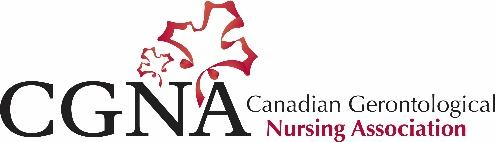 CGNA
Canadian Gerontological
Nursing Association